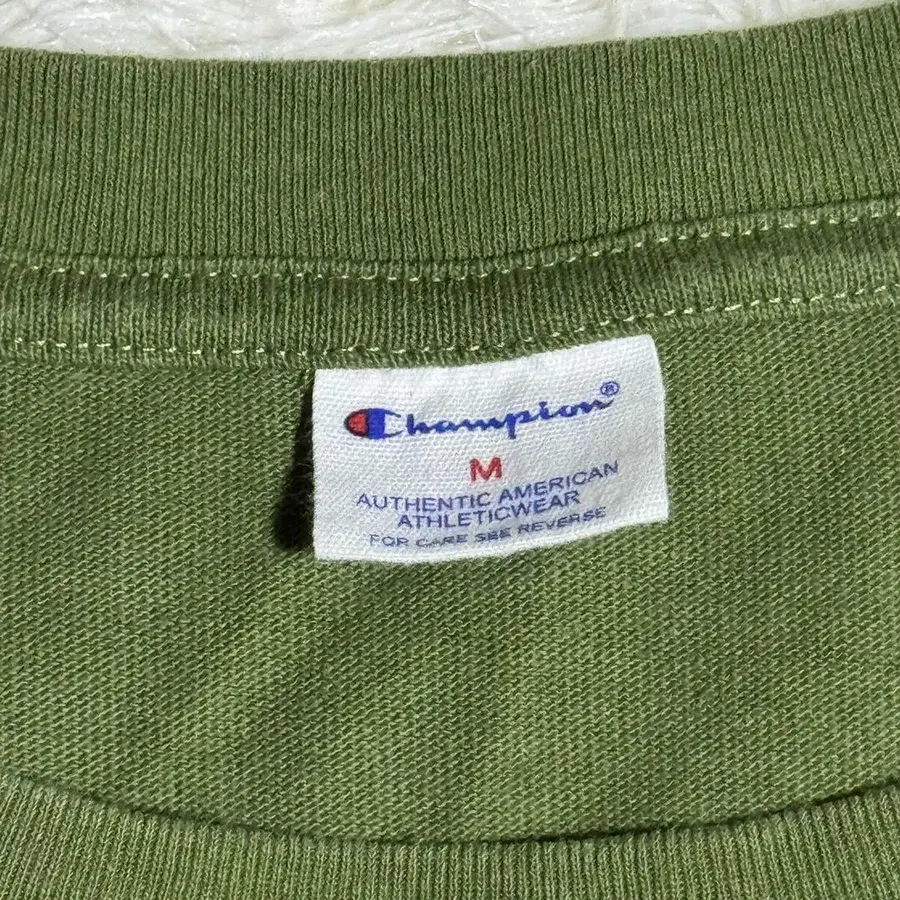 Champion®
M
AUTHENTIC AMERICAN
ATHLETICWEAR
FOR CARE SEE REVERSE